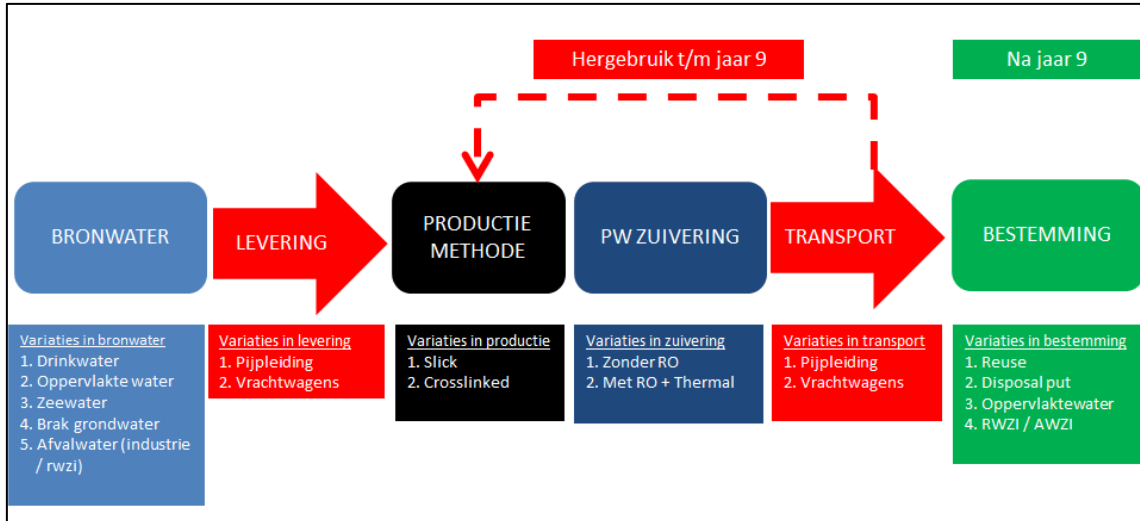 Hergebruik t/m jaar 9
Na jaar 9
BRONWATER
LEVERING
PRODUCTIE
METHODE
PW ZUIVERING
TRANSPORT
BESTEMMING
Variaties in bronwater
1. Drinkwater
2. Oppervlakte water
3. Zeewater
4. Brak grondwater
5. Afvalwater (industrie
/ rwzi)
Variaties in levering
1. Pijpleiding
2. Vrachtwagens
Variaties in productie
1. Slick
2. Crosslinked
Variaties in zuivering
1. Zonder RO
2. Met RO + Thermal
Variaties in transport
1. Pijpleiding
2. Vrachtwagens
Variaties in bestemming
1. Reuse
2. Disposal put
3. Oppervlaktewater
4. RWZI / AWZI